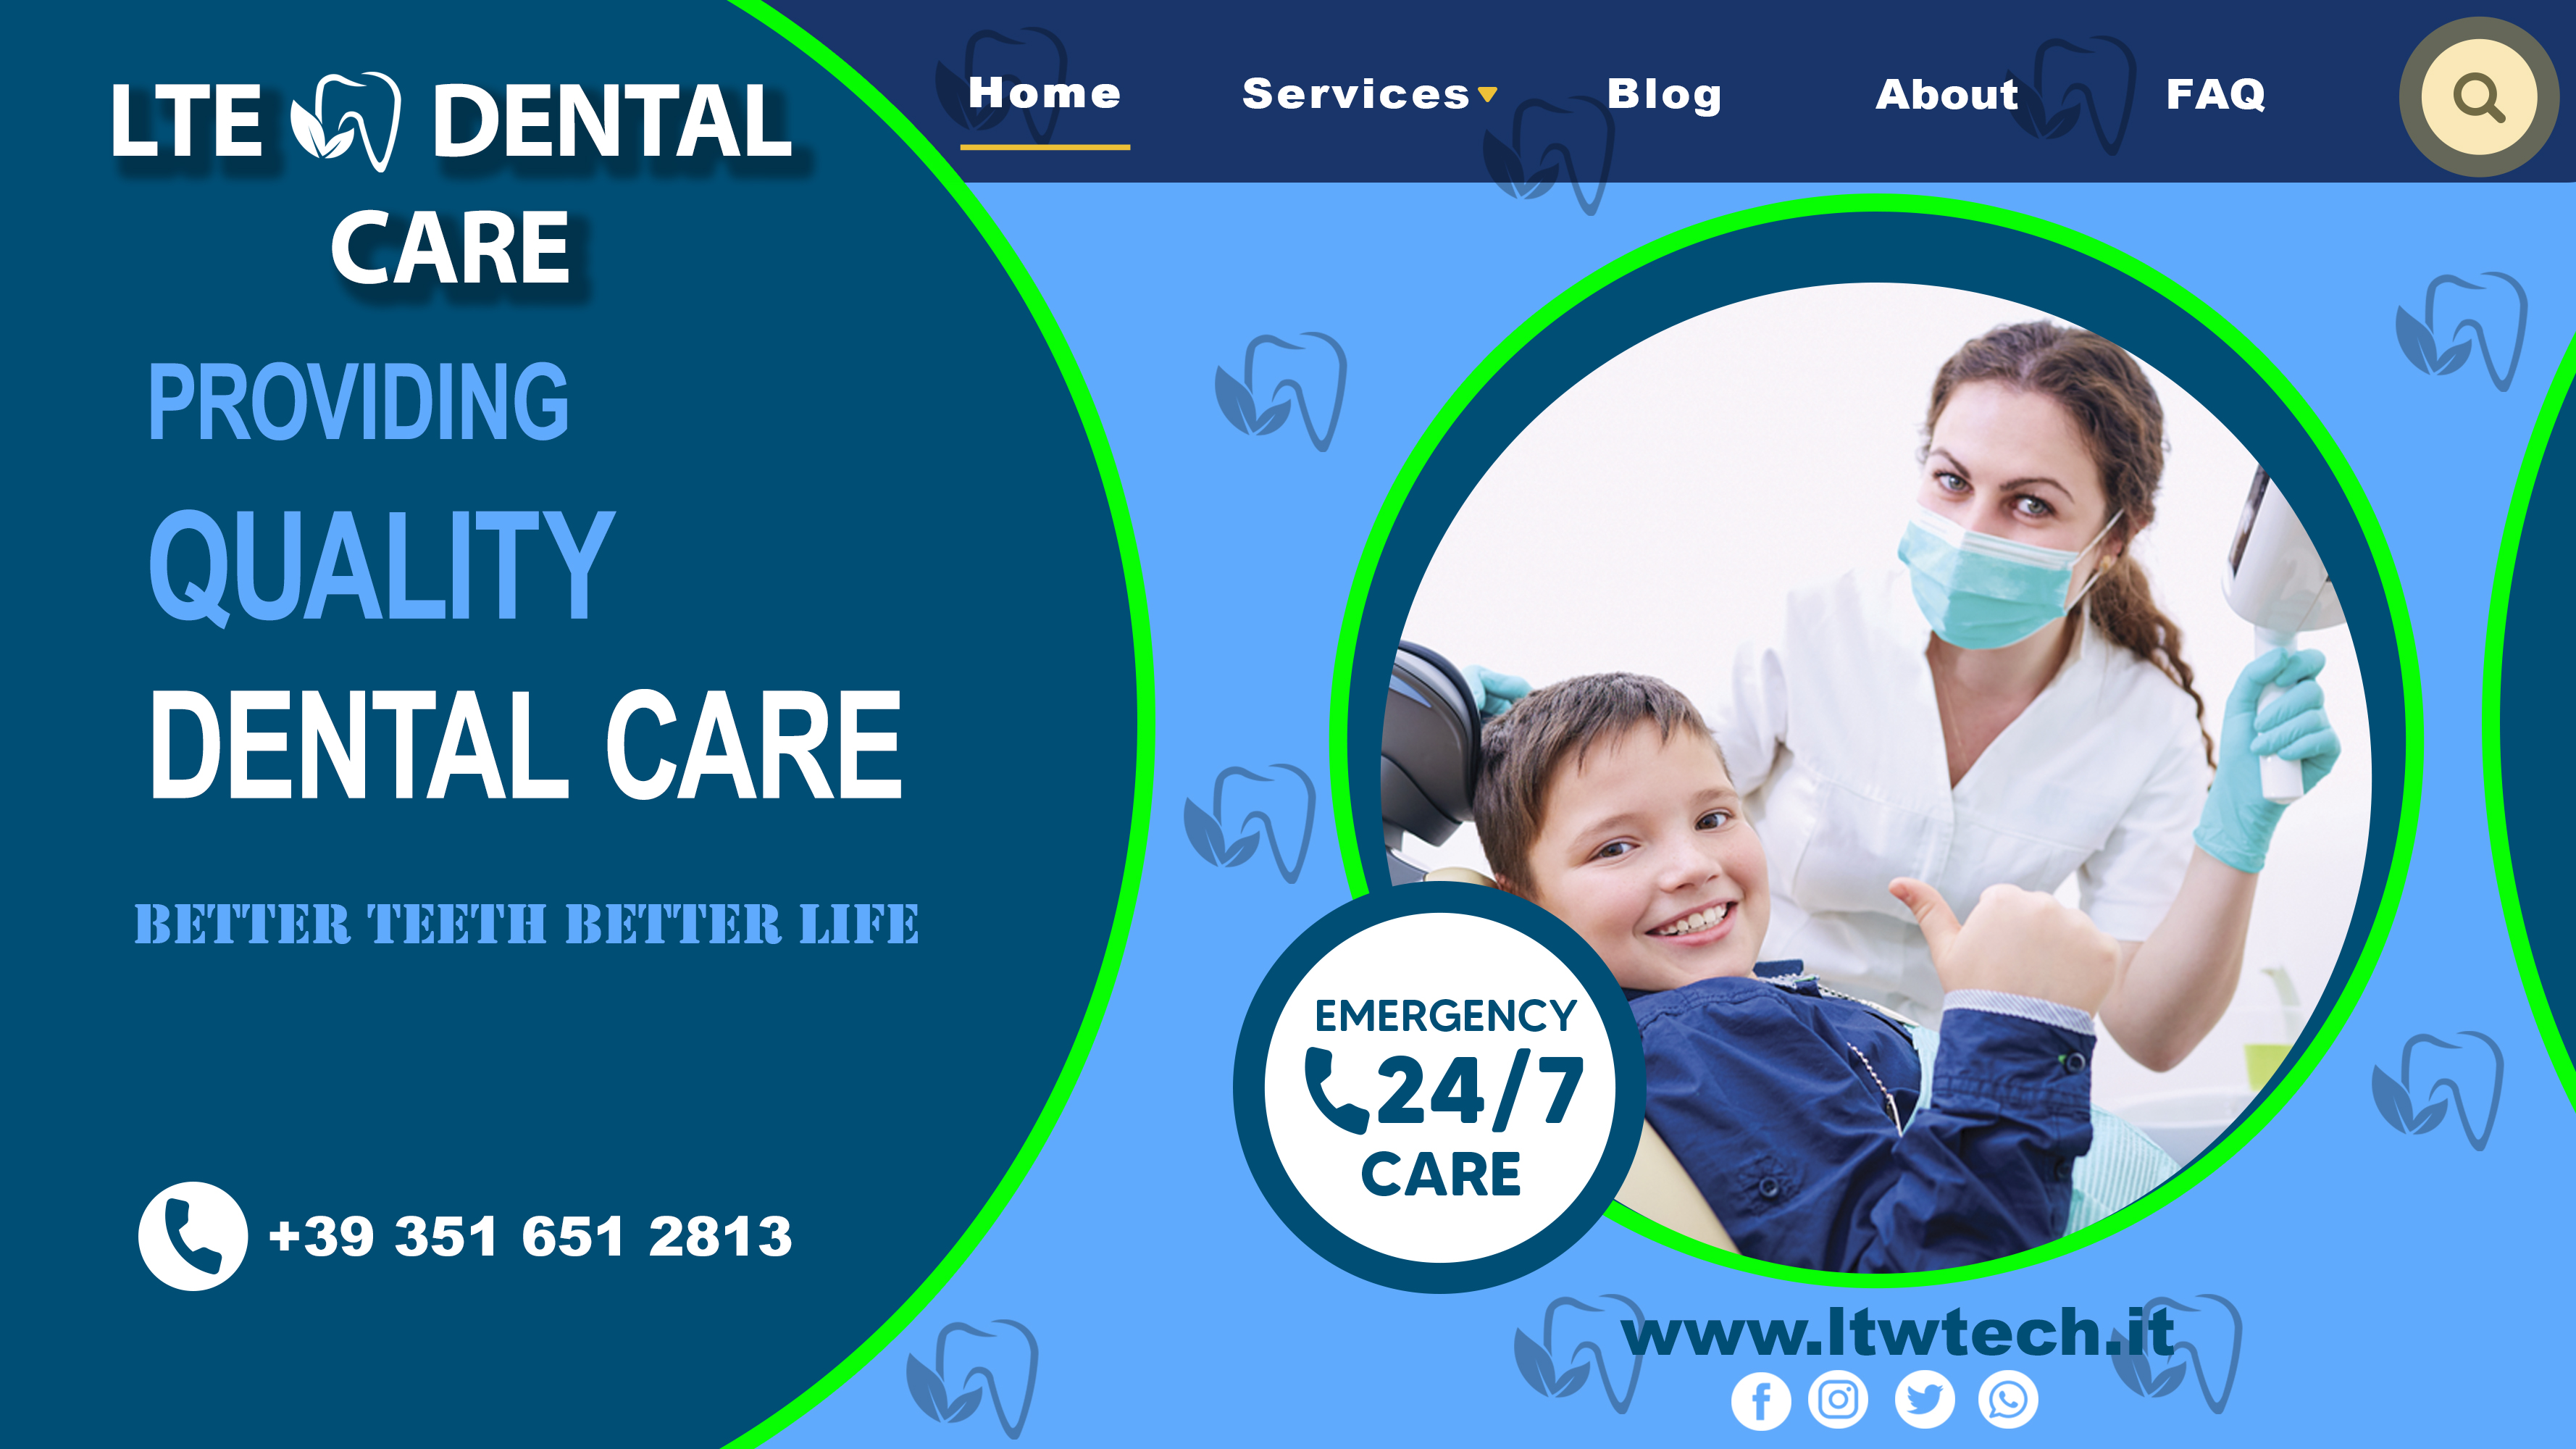 LTE DENTAL
CARE
Home Services Blog About FAQ
PROVIDING
QUALITY
DENTAL CARE
BETTER TEETH BETTER LIFE
+39 351 651 2813
EMERGENCY
24/7
CARE
www.ltwtech.it